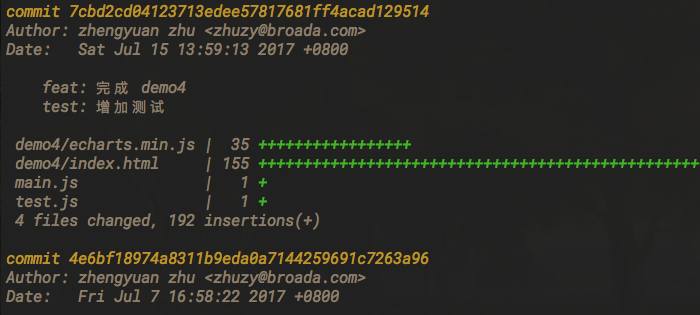 commit 7cbd2cd04123713edee57817681ff4acad129514
Author: zhengyuan zhu <zhuzy@broada.com>
Date:   Sat Jul 15 13:59:13 2017 +0800
feat: 完成 demo4
test: 增加测试
demo4/echarts.min.js |  35 +++++++++++++++++
demo4/index.html     | 155 +++++++++++++++++++++++++++++++++++++++++++++++++
main.js              |   1 +
test.js              |   1 +
4 files changed, 192 insertions(+)
commit 4e6bf18974a8311b9eda0a7144259691c7263a96
Author: zhengyuan zhu <zhuzy@broada.com>
Date:   Fri Jul 7 16:58:22 2017 +0800